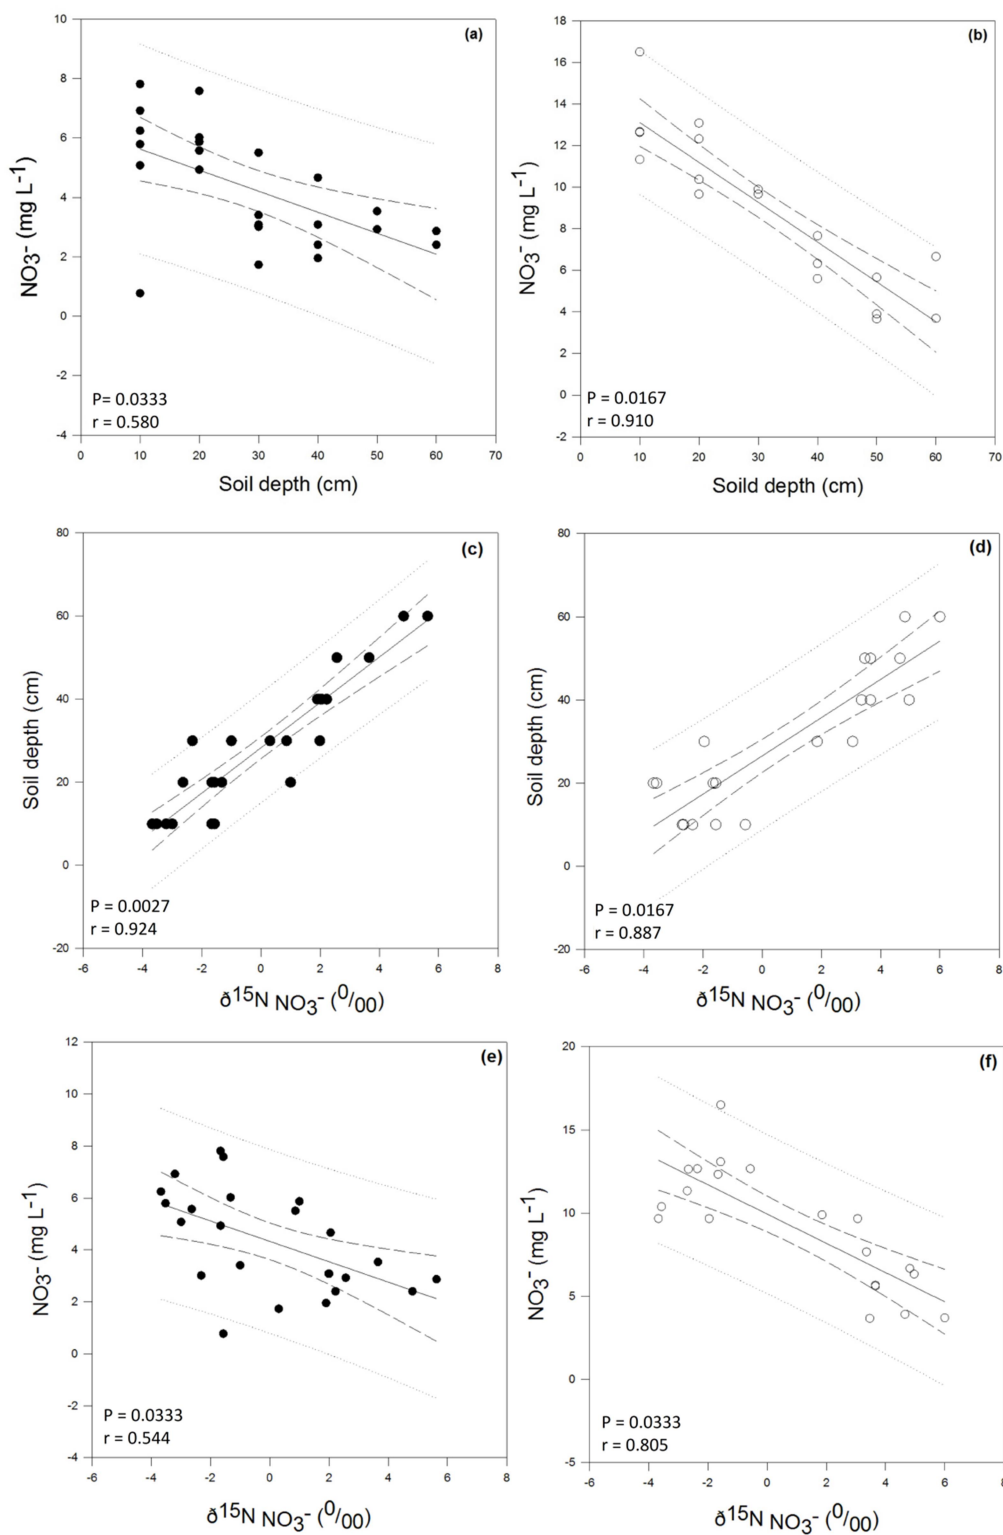 (a)
10
8
6
4
2
0
-2
-4
NO3- (mg L-1)
P= 0.0333
r = 0.580
0 10 20 30 40 50 60 70
Soil depth (cm)
(b)
18
16
14
12
10
8
6
4
2
0
-2
NO3- (mg L-1)
P = 0.0167
r = 0.910
0 10 20 30 40 50 60 70
Soild depth (cm)
(c)
80
60
40
20
0
-20
Soil depth (cm)
P = 0.0027
r = 0.924
-6 -4 -2 0 2 4 6 8
ð15N NO3- (0/00)
(d)
80
60
40
20
0
-20
Soil depth (cm)
P = 0.0167
r = 0.887
-6 -4 -2 0 2 4 6 8
ð15N NO3- (0/00)
(e)
12
10
8
6
4
2
0
-2
-4
NO3- (mg L-1)
P = 0.0333
r = 0.544
-6 -4 -2 0 2 4 6 8
ð15N NO3- (0/00)
(f)
20
15
10
5
0
-5
NO3- (mg L-1)
P = 0.0333
r = 0.805
-6 -4 -2 0 2 4 6 8
ð15N NO3- (0/00)